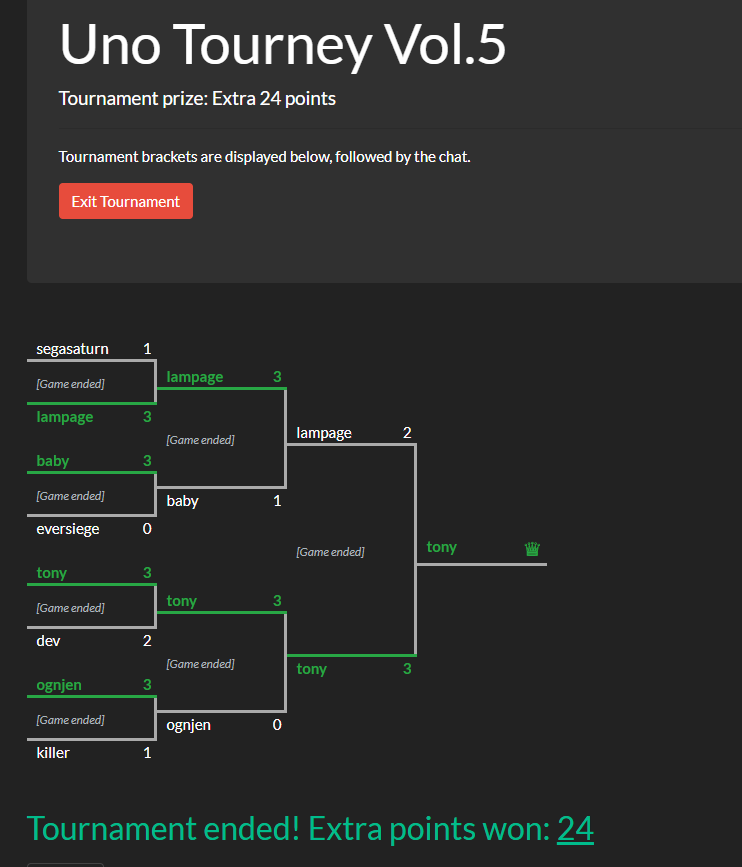 Uno Tourney Vol.5
Tournament prize: Extra 24 points
Tournament brackets are displayed below, followed by the chat.
Exit Tournament
segasaturn 1
[Game ended]
lampage 3
baby 3
[Game ended]
eversiege 0
tony 3
[Game ended]
dev 2
ognjen 3
[Game ended]
killer 1
lampage 3
[Game ended]
baby 1
tony 3
[Game ended]
ognjen 0
lampage 2
[Game ended]
tony 3
tony
Tournament ended! Extra points won: 24